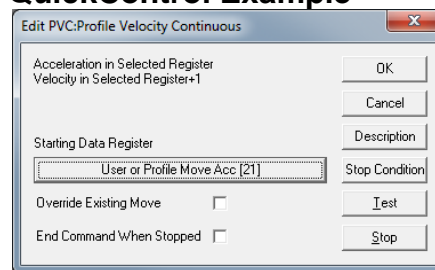 QuickControl Example
Edit PVC:Profile Velocity Continuous
Acceleration in Selected Register
Velocity in Selected Register+1
OK
Cancel
Description
Starting Data Register
User or Profile Move Acc [21]
Stop Condition
Override Existing Move
Test
End Command When Stopped
Stop